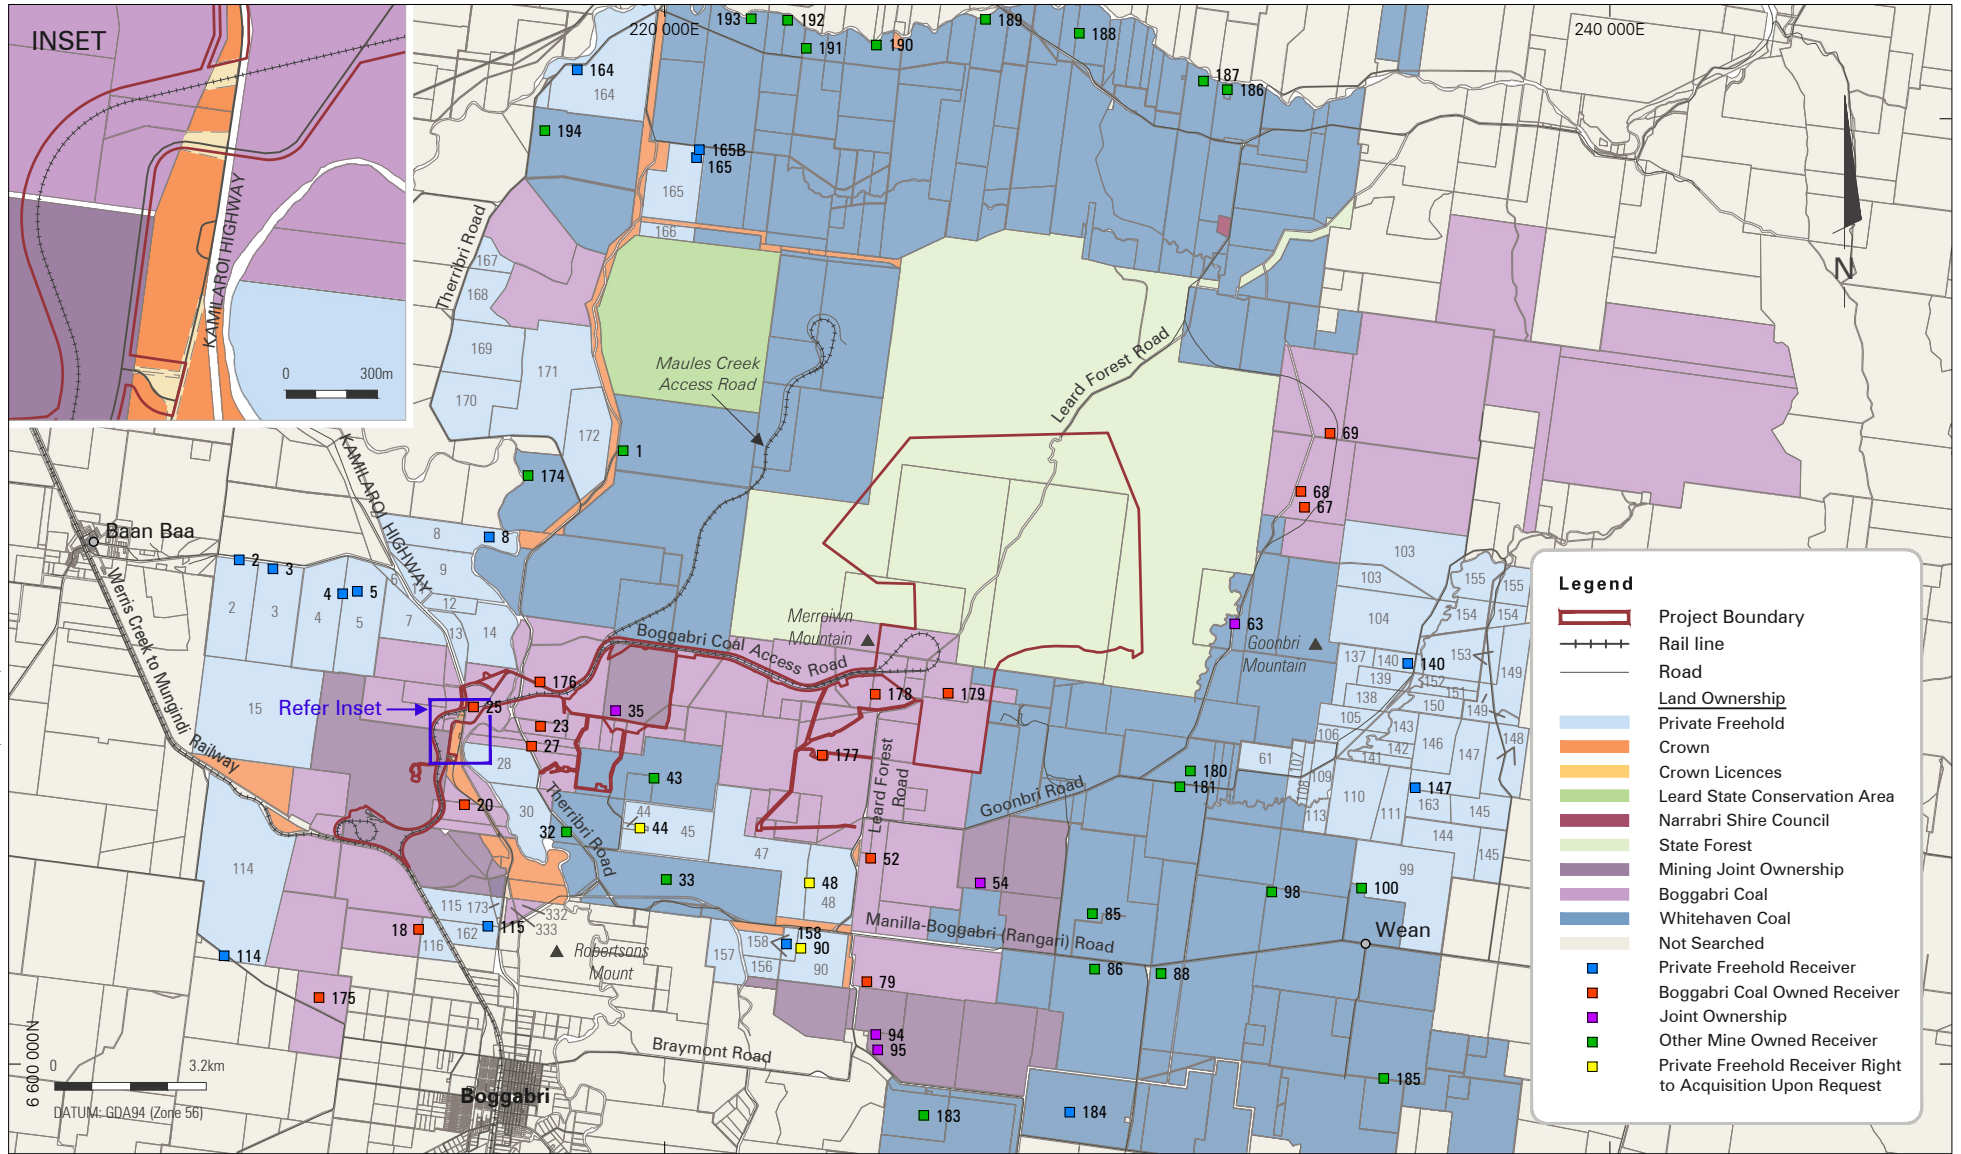 INSET
KAMILAROI HIGHWAY
0 300m
220 000E
240 000E
193
192
191
190
189
188
187
186
164
164
194
165B
165
165
166
Therribri Road
167
168
169
170
171
172
Maules Creek
Access Road
Leard Forest Road
N
1
174
69
68
67
KAMILAROI HIGHWAY
Baan Baa
8
8
9
2
3
4
5
6
2
3
4
5
7
12
13
14
Werris Creek to Mungindi Railway
Merriown
Mountain
Boggabri Coal Access Road
63
Goonbri
Mountain
103
103
104
155
155
154
154
153
149
137
140
140
139
152
138
151
150
149
105
106
143
142
141
146
147
148
15
Refer Inset
176
25
23
27
28
35
178
179
177
43
44
44
45
47
30
32
Therribri Road
Leard Forest
Road
Goonbri Road
180
181
61
107
108
109
113
110
111
147
163
145
144
145
99
20
114
33
48
48
52
54
85
98
100
115
173
332
333
162
116
115
18
114
175
Robertsons
Mount
Manilla-Boggabri (Rangari) Road
Wean
157
158
158
156
90
90
79
86
88
94
95
Braymont Road
Boggabri
183
184
185
6 600 000N
0 3.2km
DATUM: GDA94 (Zone 56)
Legend
Project Boundary
Rail line
Road
Land Ownership
Private Freehold
Crown
Crown Licences
Leard State Conservation Area
Narrabri Shire Council
State Forest
Mining Joint Ownership
Boggabri Coal
Whitehaven Coal
Not Searched
Private Freehold Receiver
Boggabri Coal Owned Receiver
Joint Ownership
Other Mine Owned Receiver
Private Freehold Receiver Right
to Acquisition Upon Request